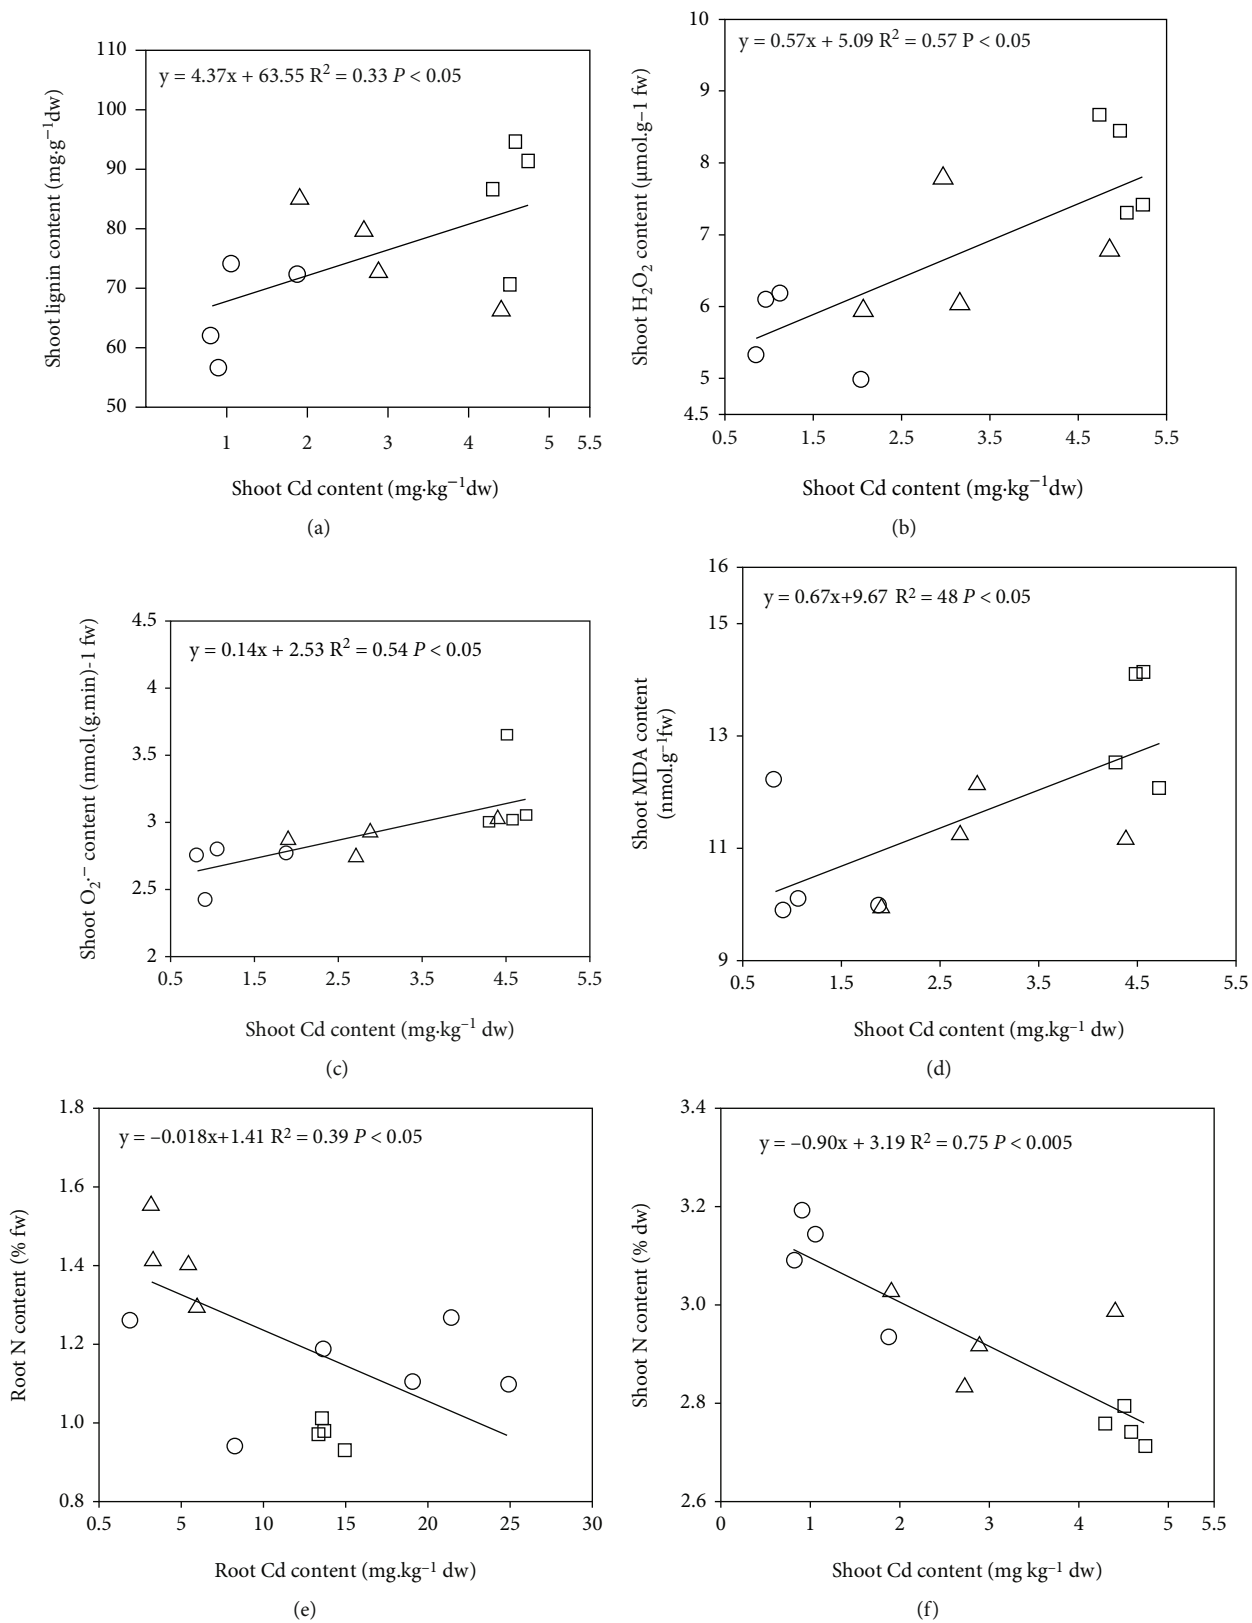 y = 4.37x + 63.55 R² = 0.33 P < 0.05
Shoot lignin content (mg·g⁻¹dw)
110
100
90
80
70
60
50
1 2 3 4 5 5.5
Shoot Cd content (mg·kg⁻¹dw)
(a)
y = 0.57x + 5.09 R² = 0.57 P < 0.05
Shoot H₂O₂ content (μmol.g–1 fw)
10
9
8
7
6
5
4.5
0.5 1.5 2.5 3.5 4.5 5.5
Shoot Cd content (mg·kg⁻¹dw)
(b)
y = 0.14x + 2.53 R² = 0.54 P < 0.05
Shoot O₂·⁻ content (nmol.(g.min)-1 fw)
4.5
4
3.5
3
2.5
2
0.5 1.5 2.5 3.5 4.5 5.5
Shoot Cd content (mg·kg⁻¹ dw)
(c)
y = 0.67x+9.67 R² = 48 P < 0.05
Shoot MDA content
(nmol.g⁻¹fw)
16
15
13
11
9
0.5 1.5 2.5 3.5 4.5 5.5
Shoot Cd content (mg.kg⁻¹ dw)
(d)
y = –0.018x+1.41 R² = 0.39 P < 0.05
Root N content (% fw)
1.8
1.6
1.4
1.2
1.0
0.8
0.5 5 10 15 20 25 30
Root Cd content (mg.kg⁻¹ dw)
(e)
y = –0.90x + 3.19 R² = 0.75 P < 0.005
Shoot N content (% dw)
3.4
3.2
3.0
2.8
2.6
0 1 2 3 4 5 5.5
Shoot Cd content (mg kg⁻¹ dw)
(f)